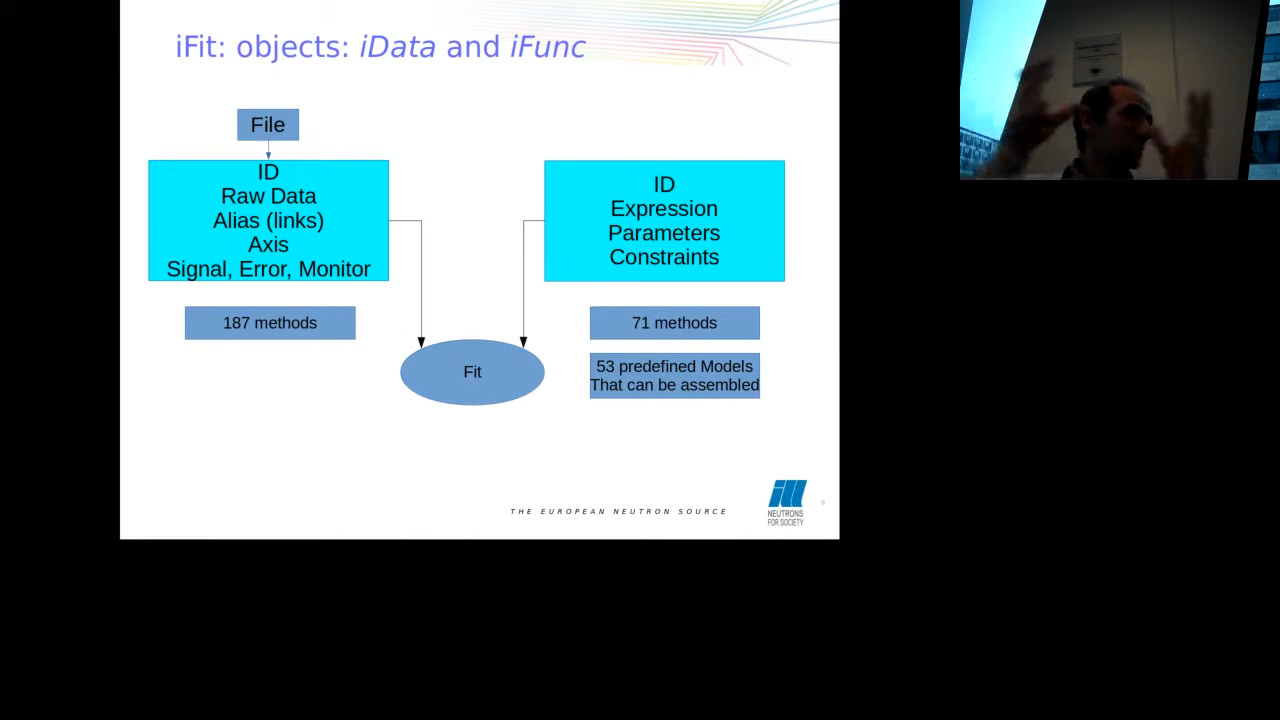 iFit: objects: iData and iFunc
File
ID
Raw Data
Alias (links)
Axis
Signal, Error, Monitor
187 methods
ID
Expression
Parameters
Constraints
71 methods
53 predefined Models
That can be assembled
Fit
THE EUROPEAN NEUTRON SOURCE
ill
NEUTRONS
FOR SOCIETY